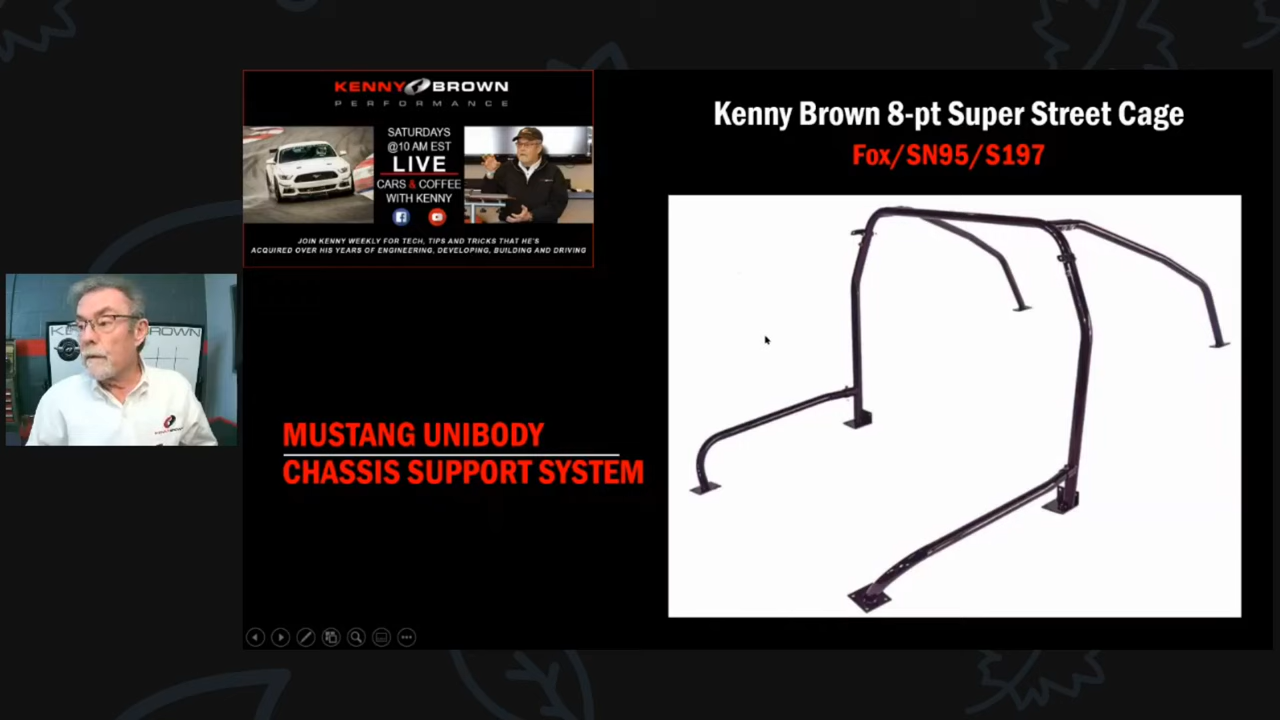 KENNY BROWN
PERFORMANCE
SATURDAYS
@10 AM EST
LIVE
CARS & COFFEE
WITH KENNY
JOIN KENNY WEEKLY FOR TECH, TIPS AND TRICKS THAT HE'S
ACQUIRED OVER HIS YEARS OF ENGINEERING, DEVELOPING, BUILDING AND DRIVING
Kenny Brown 8-pt Super Street Cage
Fox/SN95/S197
MUSTANG UNIBODY
CHASSIS SUPPORT SYSTEM